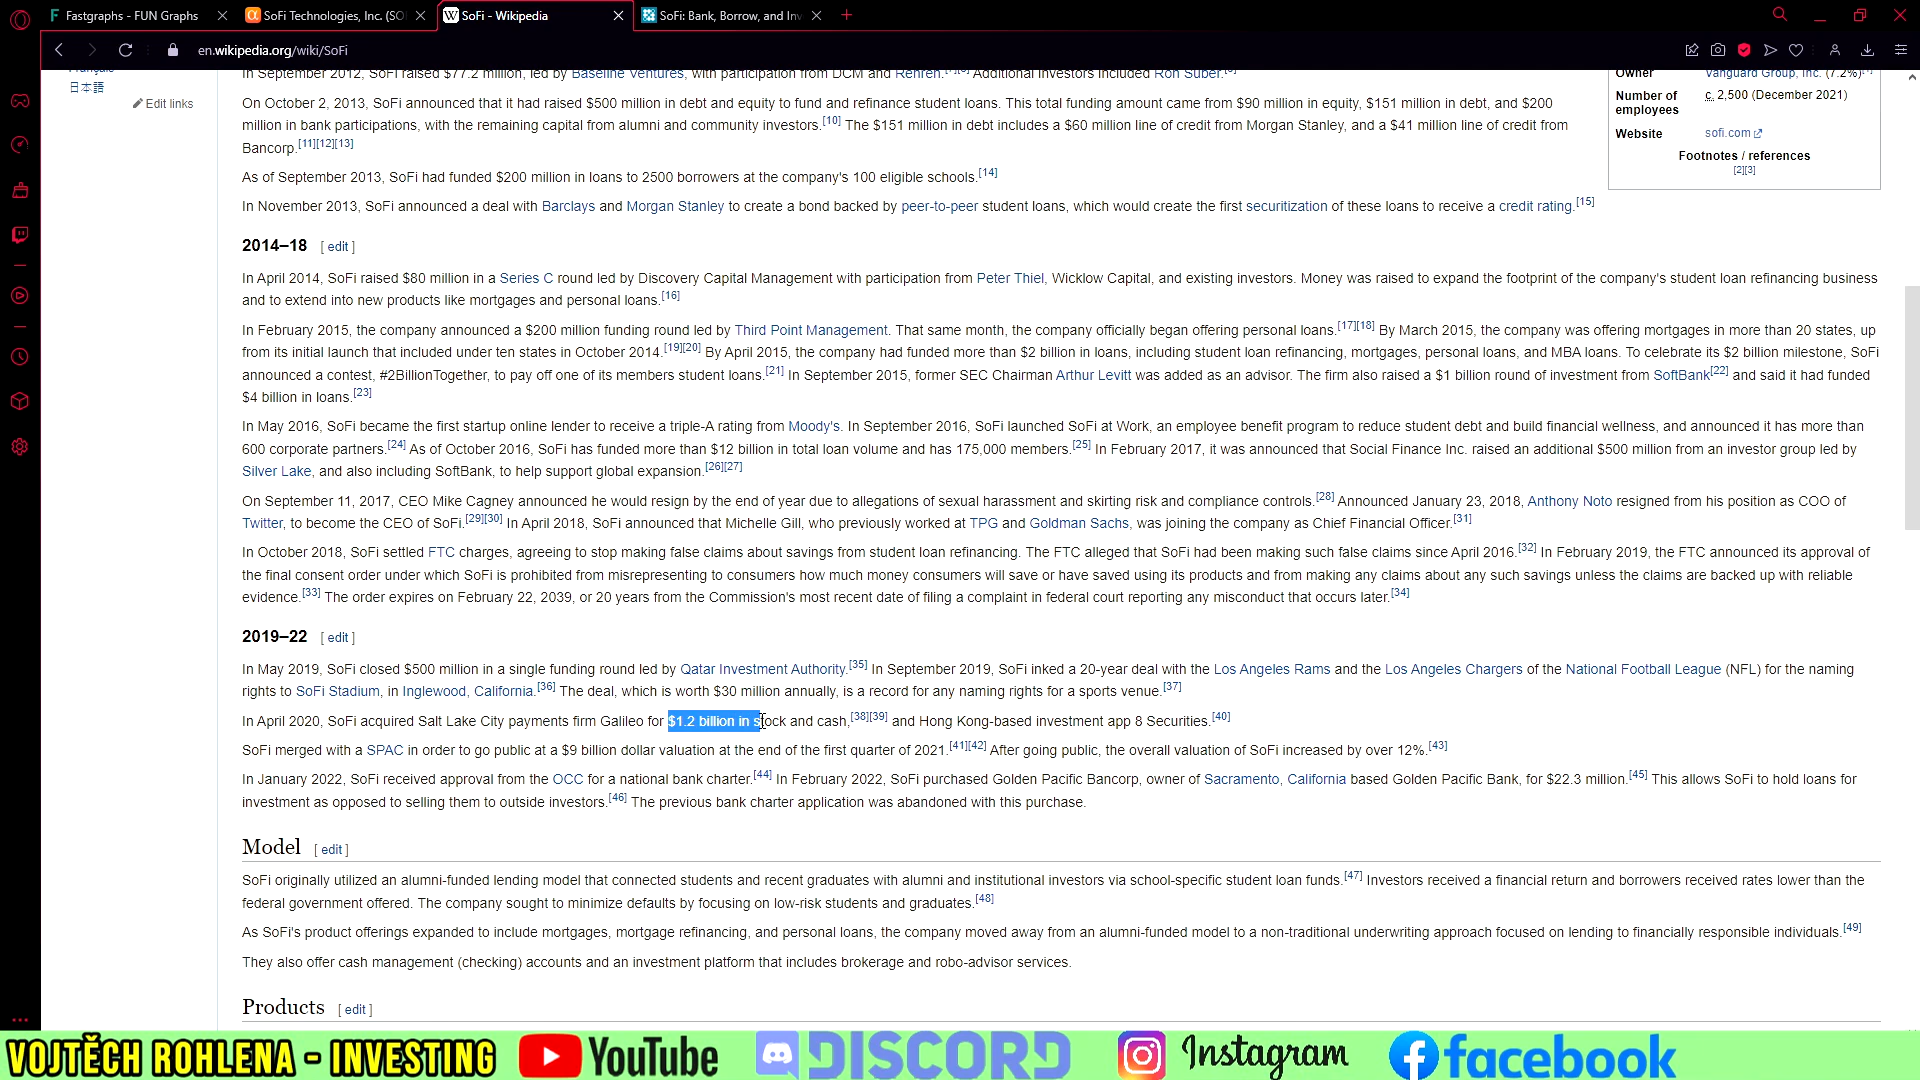 Fastgraphs - FUN Graphs
SoFi Technologies, Inc. (SO
SoFi - Wikipedia
SoFi: Bank, Borrow, and Inv
en.wikipedia.org/wiki/SoFi
Français
日本語
Edit links
In September 2012, SoFi raised $77.2 million, led by Baseline Ventures, with participation from DCM and Renren. Additional investors included Ron Suber.
On October 2, 2013, SoFi announced that it had raised $500 million in debt and equity to fund and refinance student loans. This total funding amount came from $90 million in equity, $151 million in debt, and $200
million in bank participations, with the remaining capital from alumni and community investors.[10] The $151 million in debt includes a $60 million line of credit from Morgan Stanley, and a $41 million line of credit from
Bancorp.[11][12][13]
As of September 2013, SoFi had funded $200 million in loans to 2500 borrowers at the company's 100 eligible schools.[14]
In November 2013, SoFi announced a deal with Barclays and Morgan Stanley to create a bond backed by peer-to-peer student loans, which would create the first securitization of these loans to receive a credit rating.[15]
Owner Vanguard Group, Inc. (7.2%)
Number of employees c. 2,500 (December 2021)
Website sofi.com
Footnotes / references
[2][3]
2014–18 [ edit ]
In April 2014, SoFi raised $80 million in a Series C round led by Discovery Capital Management with participation from Peter Thiel, Wicklow Capital, and existing investors. Money was raised to expand the footprint of the company's student loan refinancing business
and to extend into new products like mortgages and personal loans.[16]
In February 2015, the company announced a $200 million funding round led by Third Point Management. That same month, the company officially began offering personal loans.[17][18] By March 2015, the company was offering mortgages in more than 20 states, up
from its initial launch that included under ten states in October 2014.[19][20] By April 2015, the company had funded more than $2 billion in loans, including student loan refinancing, mortgages, personal loans, and MBA loans. To celebrate its $2 billion milestone, SoFi
announced a contest, #2BillionTogether, to pay off one of its members student loans.[21] In September 2015, former SEC Chairman Arthur Levitt was added as an advisor. The firm also raised a $1 billion round of investment from SoftBank[22] and said it had funded
$4 billion in loans.[23]
In May 2016, SoFi became the first startup online lender to receive a triple-A rating from Moody's. In September 2016, SoFi launched SoFi at Work, an employee benefit program to reduce student debt and build financial wellness, and announced it has more than
600 corporate partners.[24] As of October 2016, SoFi has funded more than $12 billion in total loan volume and has 175,000 members.[25] In February 2017, it was announced that Social Finance Inc. raised an additional $500 million from an investor group led by
Silver Lake, and also including SoftBank, to help support global expansion.[26][27]
On September 11, 2017, CEO Mike Cagney announced he would resign by the end of year due to allegations of sexual harassment and skirting risk and compliance controls.[28] Announced January 23, 2018, Anthony Noto resigned from his position as COO of
Twitter, to become the CEO of SoFi.[29][30] In April 2018, SoFi announced that Michelle Gill, who previously worked at TPG and Goldman Sachs, was joining the company as Chief Financial Officer.[31]
In October 2018, SoFi settled FTC charges, agreeing to stop making false claims about savings from student loan refinancing. The FTC alleged that SoFi had been making such false claims since April 2016.[32] In February 2019, the FTC announced its approval of
the final consent order under which SoFi is prohibited from misrepresenting to consumers how much money consumers will save or have saved using its products and from making any claims about any such savings unless the claims are backed up with reliable
evidence.[33] The order expires on February 22, 2039, or 20 years from the Commission's most recent date of filing a complaint in federal court reporting any misconduct that occurs later.[34]
2019–22 [ edit ]
In May 2019, SoFi closed $500 million in a single funding round led by Qatar Investment Authority.[35] In September 2019, SoFi inked a 20-year deal with the Los Angeles Rams and the Los Angeles Chargers of the National Football League (NFL) for the naming
rights to SoFi Stadium, in Inglewood, California.[36] The deal, which is worth $30 million annually, is a record for any naming rights for a sports venue.[37]
In April 2020, SoFi acquired Salt Lake City payments firm Galileo for $1.2 billion in stock and cash,[38][39] and Hong Kong-based investment app 8 Securities.[40]
SoFi merged with a SPAC in order to go public at a $9 billion dollar valuation at the end of the first quarter of 2021.[41][42] After going public, the overall valuation of SoFi increased by over 12%.[43]
In January 2022, SoFi received approval from the OCC for a national bank charter.[44] In February 2022, SoFi purchased Golden Pacific Bancorp, owner of Sacramento, California based Golden Pacific Bank, for $22.3 million.[45] This allows SoFi to hold loans for
investment as opposed to selling them to outside investors.[46] The previous bank charter application was abandoned with this purchase.
Model [ edit ]
SoFi originally utilized an alumni-funded lending model that connected students and recent graduates with alumni and institutional investors via school-specific student loan funds.[47] Investors received a financial return and borrowers received rates lower than the
federal government offered. The company sought to minimize defaults by focusing on low-risk students and graduates.[48]
As SoFi's product offerings expanded to include mortgages, mortgage refinancing, and personal loans, the company moved away from an alumni-funded model to a non-traditional underwriting approach focused on lending to financially responsible individuals.[49]
They also offer cash management (checking) accounts and an investment platform that includes brokerage and robo-advisor services.
Products [ edit ]
VOJTĚCH ROHLENA - INVESTING YouTube DISCORD Instagram facebook